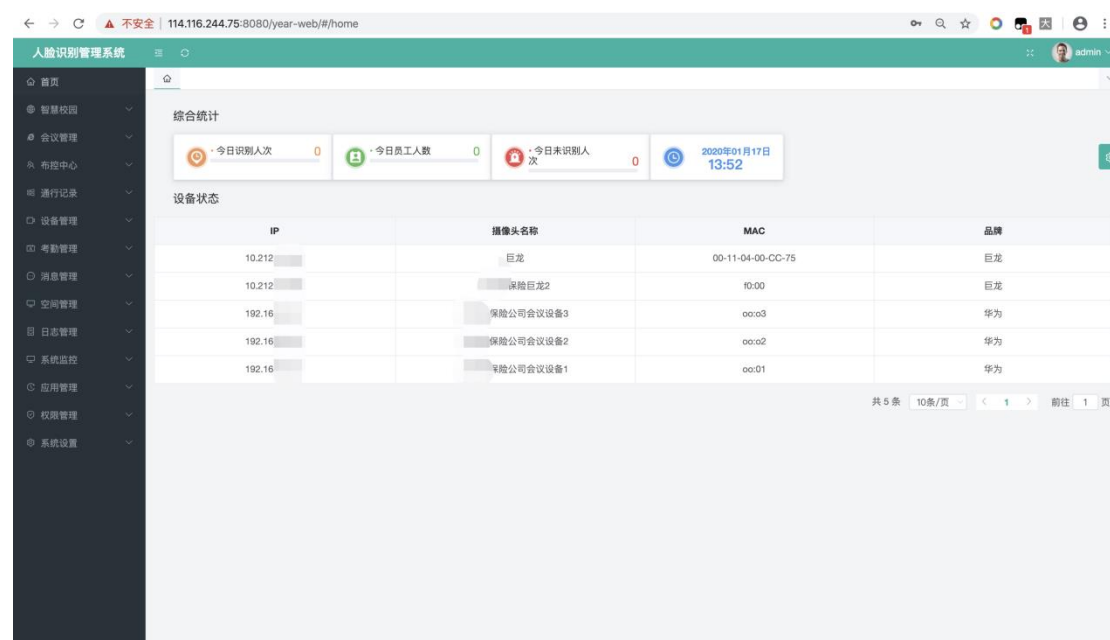 不安全 114.116.244.75:8080/year-web/#/home
大
1
人脸识别管理系统
admin
首页
智慧校园
会议管理
布控中心
通行记录
设备管理
考勤管理
消息管理
空间管理
日志管理
系统监控
应用管理
权限管理
系统设置
综合统计
· 今日识别人次 0
· 今日员工人数 0
· 今日未识别人
次 0
2020年01月17日
13:52
设备状态
IP 摄像头名称 MAC 品牌
10.212 巨龙 00-11-04-00-CC-75 巨龙
10.212 保险巨龙2 f0:00 巨龙
192.16 保险公司会议设备3 oo:o3 华为
192.16 保险公司会议设备2 oo:o2 华为
192.16 保险公司会议设备1 oo:01 华为
共 5 条 10条/页 1 前往 1 页